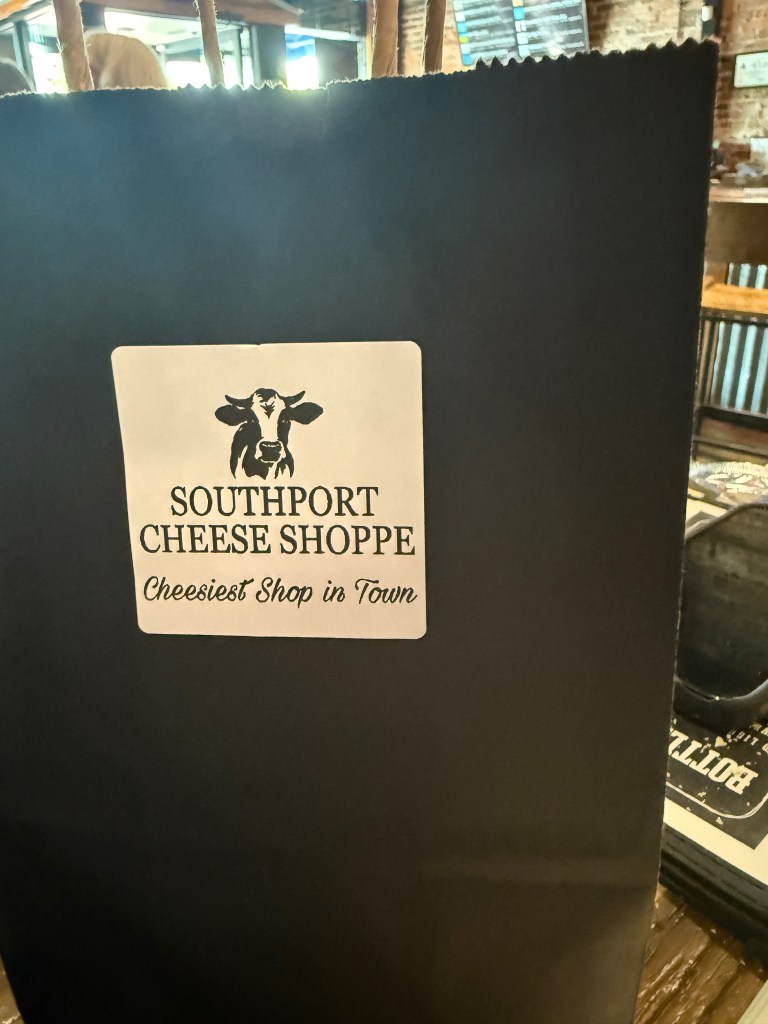 SOUTHPORT
CHEESE SHOPPE
Cheesiest Shop in Town